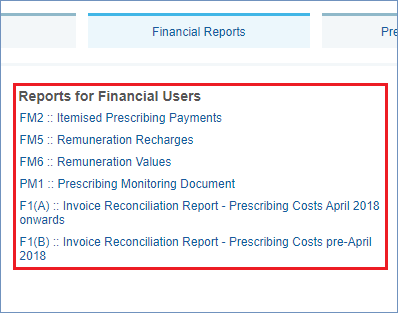 Financial Reports
Pre
Reports for Financial Users
FM2 :: Itemised Prescribing Payments
FM5 :: Remuneration Recharges
FM6 :: Remuneration Values
PM1 :: Prescribing Monitoring Document
F1(A) :: Invoice Reconciliation Report - Prescribing Costs April 2018
onwards
F1(B) :: Invoice Reconciliation Report - Prescribing Costs pre-April
2018